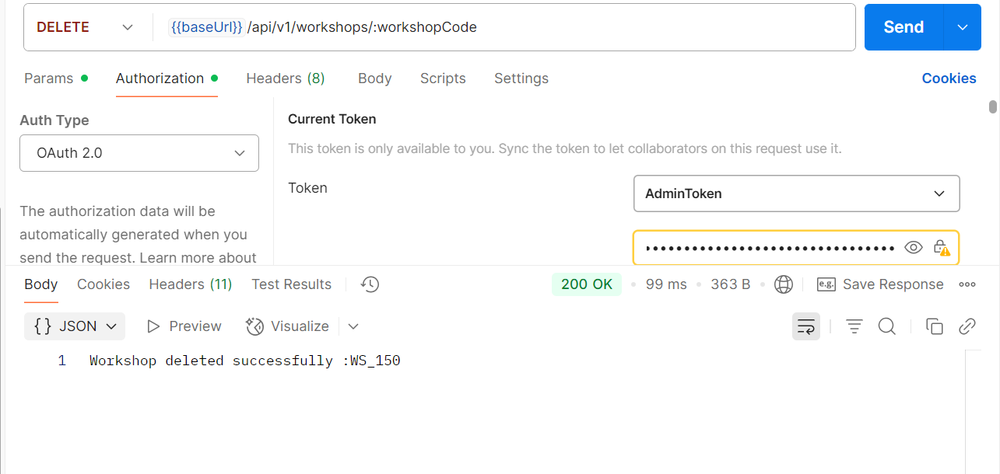 DELETE {{baseUrl}} /api/v1/workshops/:workshopCode Send
Params Authorization Headers (8) Body Scripts Settings Cookies
Auth Type
OAuth 2.0
The authorization data will be
automatically generated when you
send the request. Learn more about
Current Token
This token is only available to you. Sync the token to let collaborators on this request use it.
Token AdminToken
Body Cookies Headers (11) Test Results 200 OK 99 ms 363 B e.g. Save Response
{} JSON Preview Visualize
1 Workshop deleted successfully :WS_150